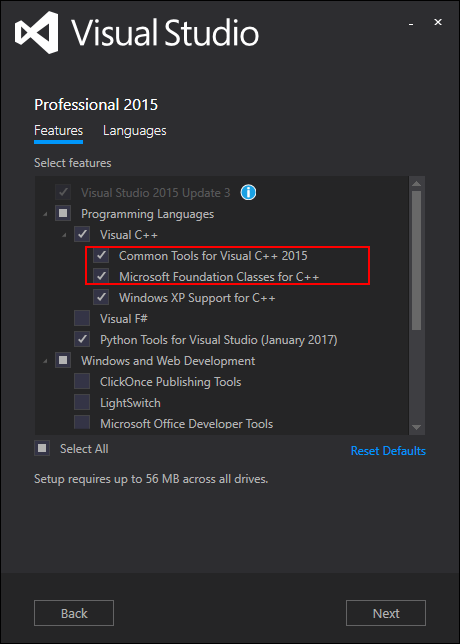 Visual Studio
Professional 2015
Features Languages
Select features
Visual Studio 2015 Update 3
Programming Languages
Visual C++
Common Tools for Visual C++ 2015
Microsoft Foundation Classes for C++
Windows XP Support for C++
Visual F#
Python Tools for Visual Studio (January 2017)
Windows and Web Development
ClickOnce Publishing Tools
LightSwitch
Microsoft Office Developer Tools
Select All Reset Defaults
Setup requires up to 56 MB across all drives.
Back Next